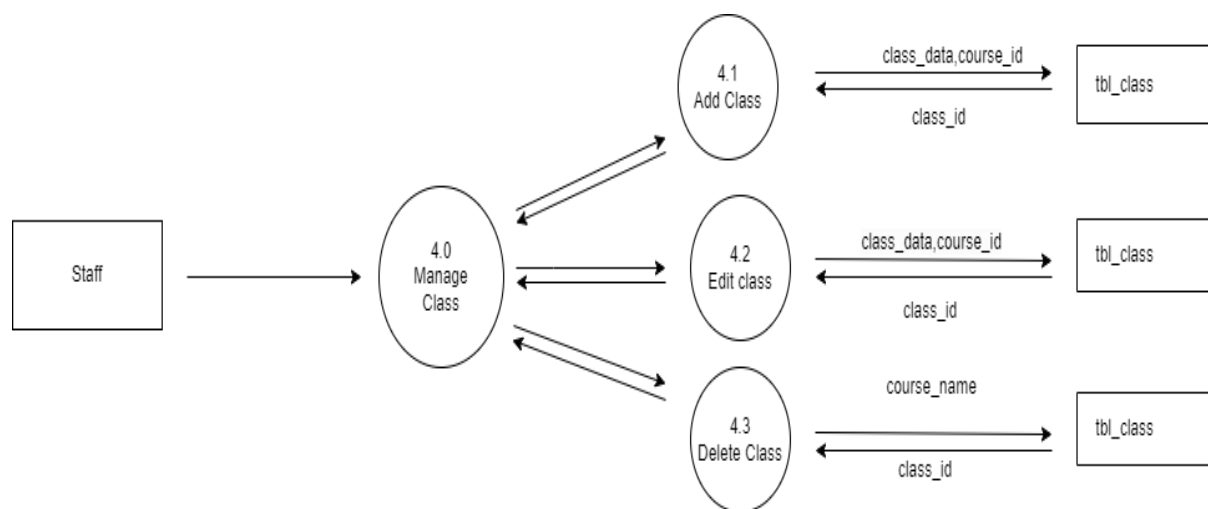 4.1
Add Class
class_data,course_id
class_id
tbl_class
Staff
4.0
Manage
Class
4.2
Edit class
class_data,course_id
class_id
tbl_class
4.3
Delete Class
course_name
class_id
tbl_class